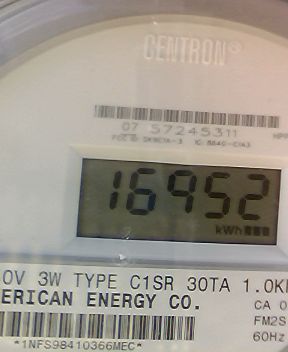 CENTRON®
07 57245311
16952
kWh
0V 3W TYPE C1SR 30TA 1.0K
ERICAN ENERGY CO.
CA 0
FM2S
60Hz
*1NFS98410366MEC*